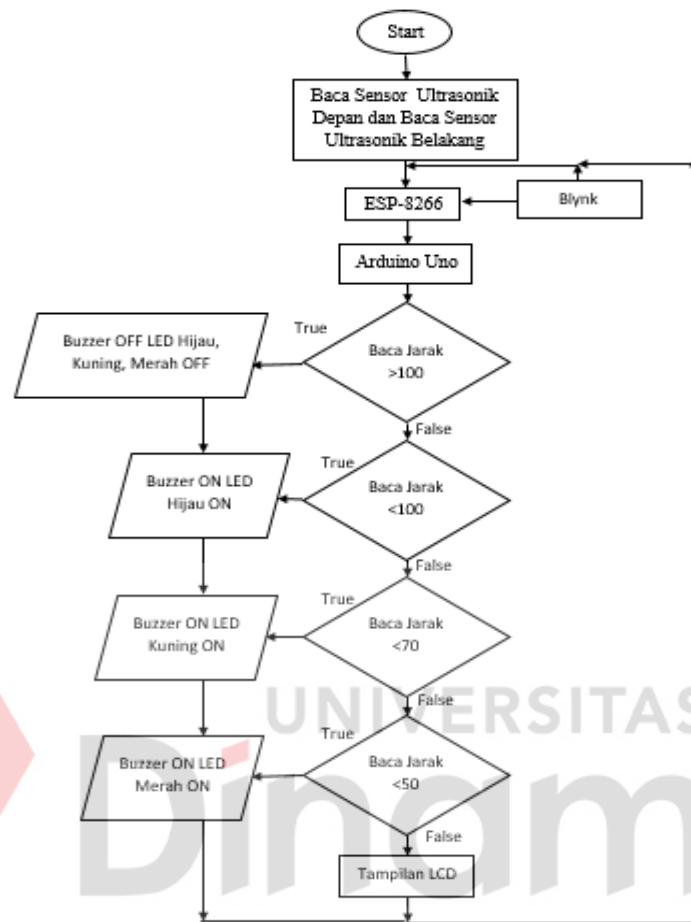 Start
Baca Sensor Ultrasonik
Depan dan Baca Sensor
Ultrasonik Belakang
ESP-8266
Blynk
Arduino Uno
True
Baca Jarak
>100
Buzzer OFF LED Hijau,
Kuning, Merah OFF
False
True
Baca Jarak
<100
Buzzer ON LED
Hijau ON
False
True
Baca Jarak
<70
Buzzer ON LED
Kuning ON
False
UNIVERSITAS
True
Baca Jarak
<50
Buzzer ON LED
Merah ON
Dinam
False
Tampilan LCD